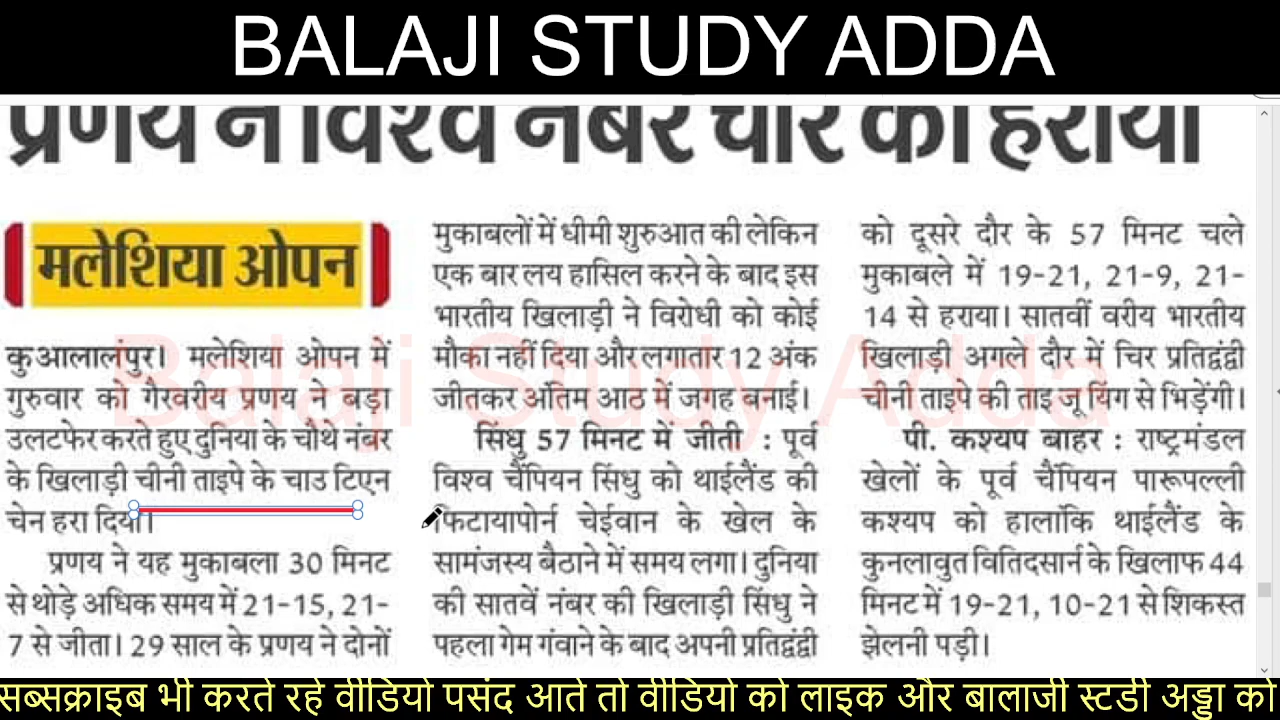 BALAJI STUDY ADDA
प्रणय ने विश्व नंबर चार को हराया
मलेशिया ओपन
कुआलालंपुर। मलेशिया ओपन में
गुरुवार को गैरवरीय प्रणय ने बड़ा
उलटफेर करते हुए दुनिया के चौथे नंबर
के खिलाड़ी चीनी ताइपे के चाउ टिएन
चेन हरा दिया।
प्रणय ने यह मुकाबला 30 मिनट
से थोड़े अधिक समय में 21-15, 21-
7 से जीता। 29 साल के प्रणय ने दोनों
मुकाबलों में धीमी शुरुआत की लेकिन
एक बार लय हासिल करने के बाद इस
भारतीय खिलाड़ी ने विरोधी को कोई
मौका नहीं दिया और लगातार 12 अंक
जीतकर अंतिम आठ में जगह बनाई।
सिंधु 57 मिनट में जीती : पूर्व
विश्व चैंपियन सिंधु को थाईलैंड की
फिटायापोर्न चेईवान के खेल के
सामंजस्य बैठाने में समय लगा। दुनिया
की सातवें नंबर की खिलाड़ी सिंधु ने
पहला गेम गंवाने के बाद अपनी प्रतिद्वंद्वी
को दूसरे दौर के 57 मिनट चले
मुकाबले में 19-21, 21-9, 21-
14 से हराया। सातवीं वरीय भारतीय
खिलाड़ी अगले दौर में चिर प्रतिद्वंद्वी
चीनी ताइपे की ताइ जू यिंग से भिड़ेंगी।
पी. कश्यप बाहर : राष्ट्रमंडल
खेलों के पूर्व चैंपियन पारूपल्ली
कश्यप को हालांकि थाईलैंड के
कुनलावुत वितिदसार्न के खिलाफ 44
मिनट में 19-21, 10-21 से शिकस्त
झेलनी पड़ी।
Balaji Study Adda
सब्सक्राइब भी करते रहे वीडियो पसंद आते तो वीडियो को लाइक और बालाजी स्टडी अड्डा को